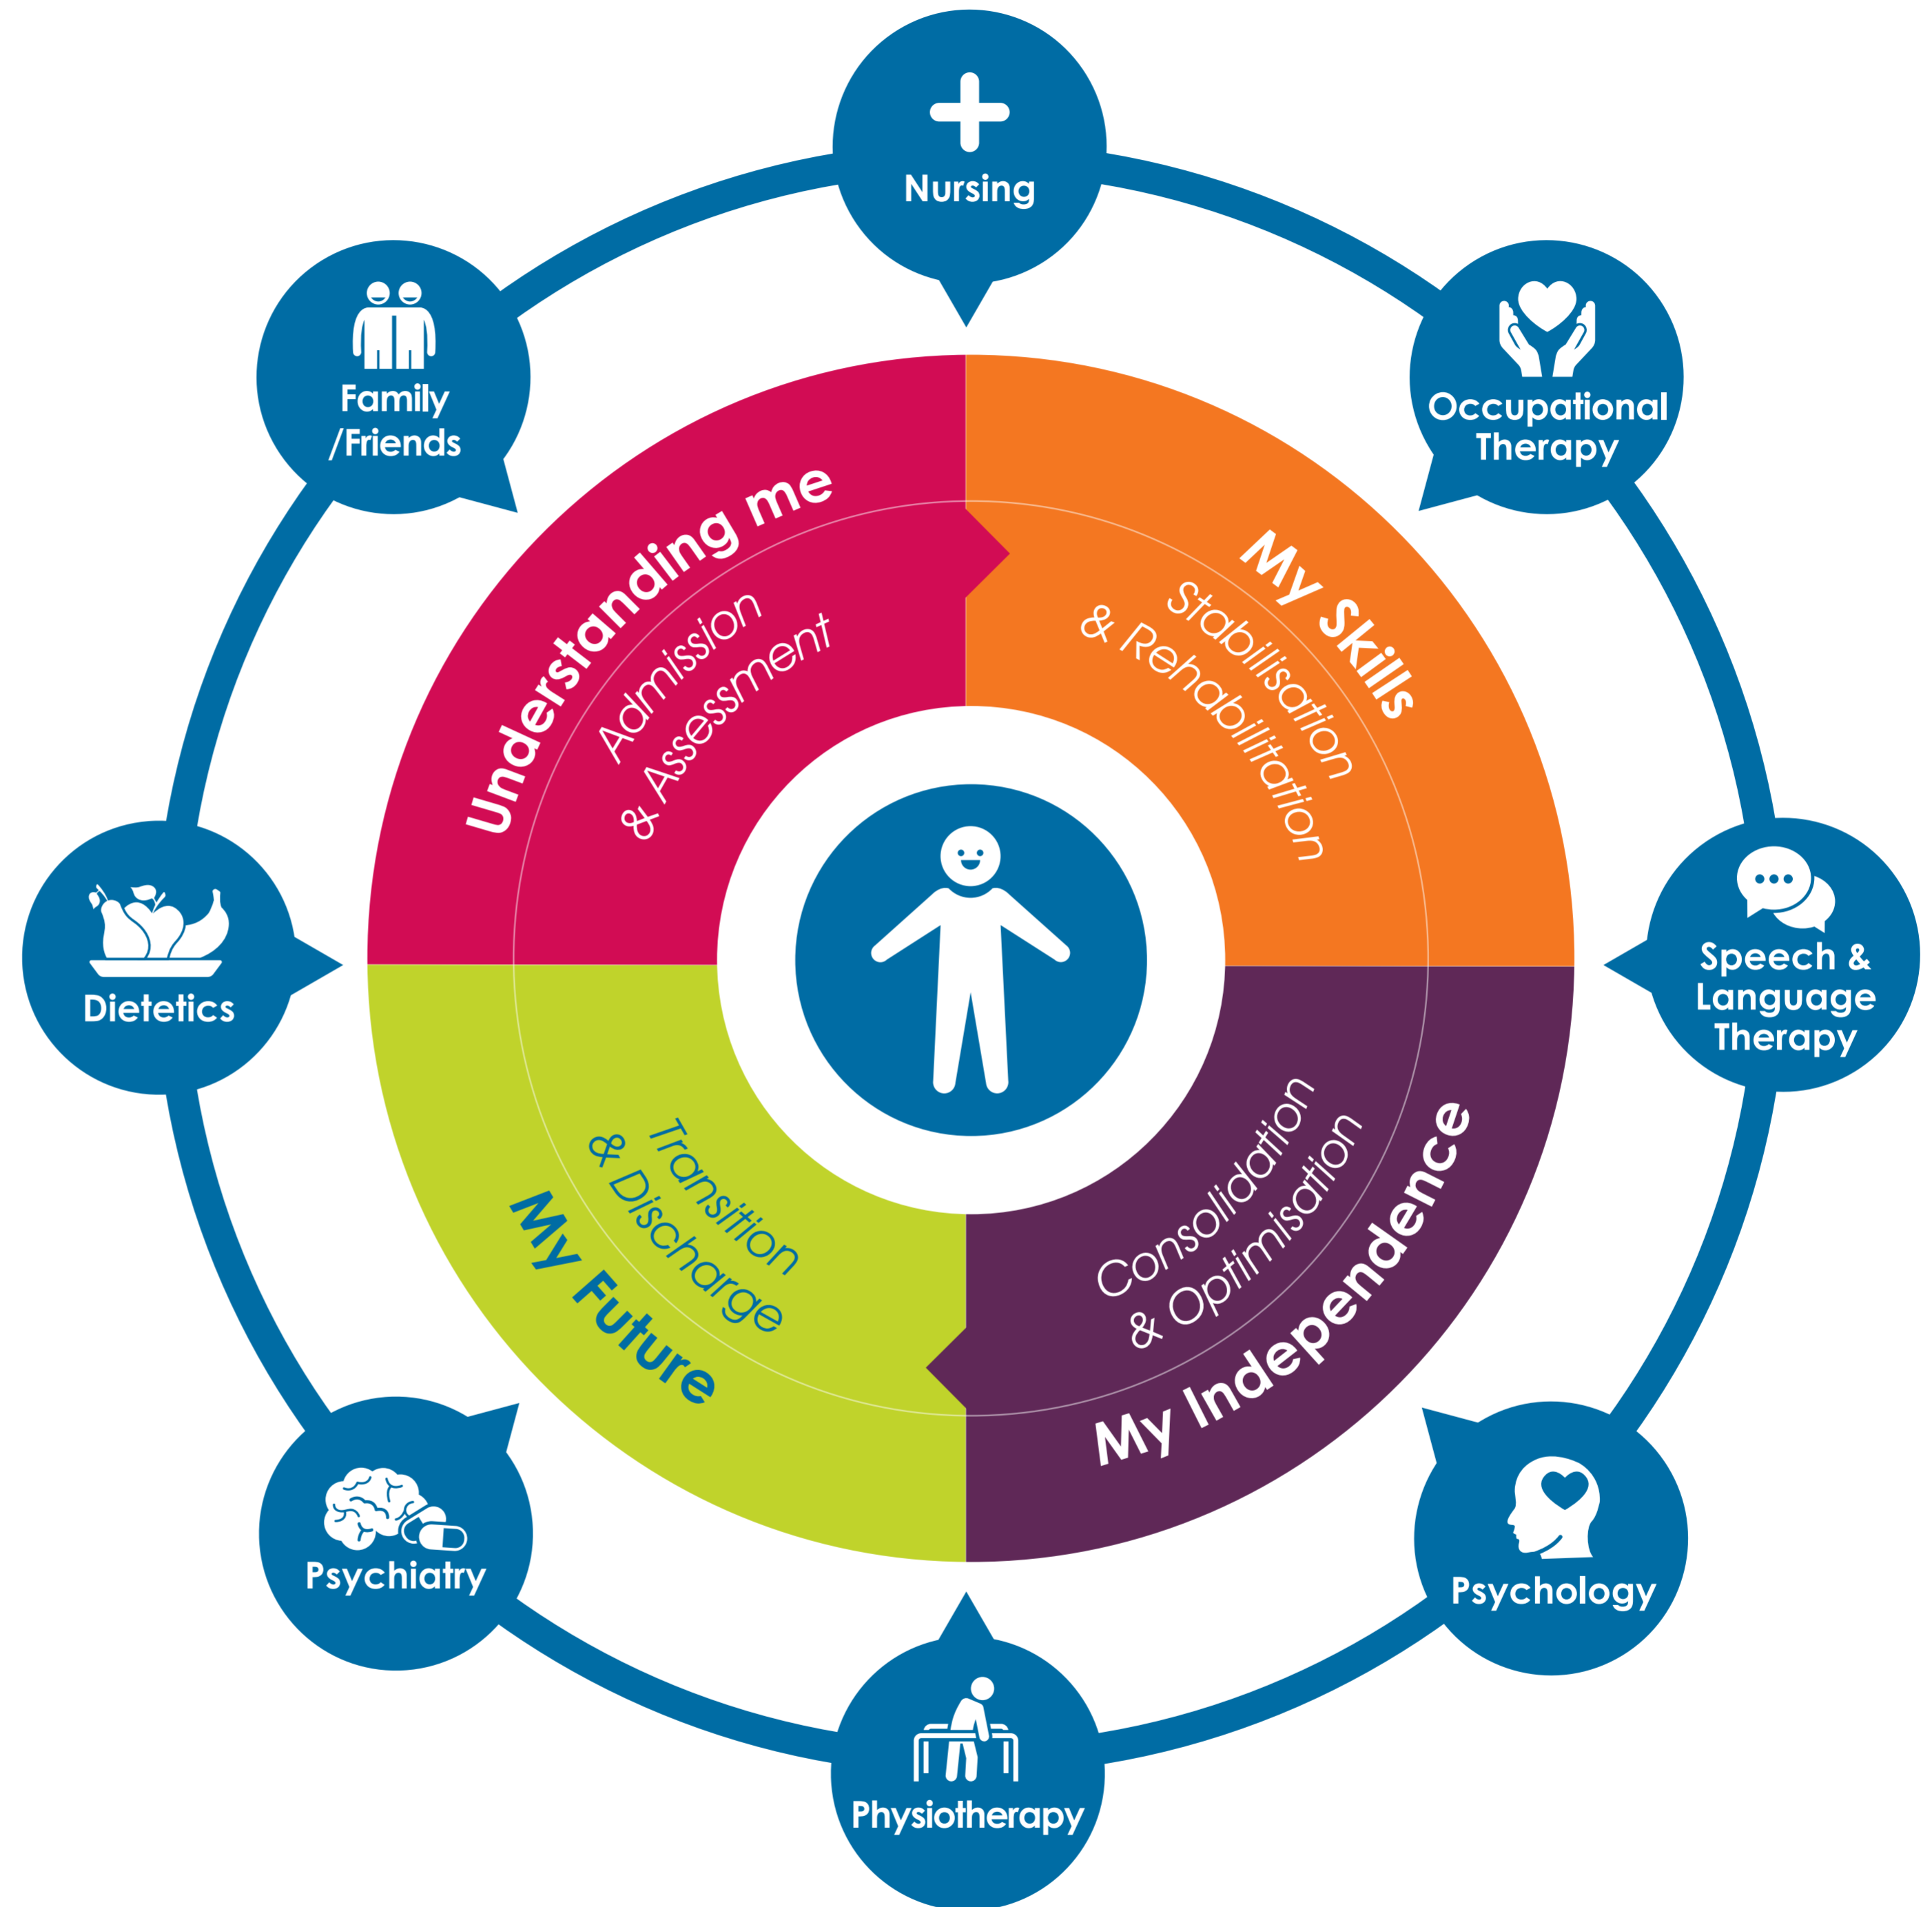 Nursing
Occupational
Therapy
Speech &
Language
Therapy
Psychology
Physiotherapy
Psychiatry
Dietetics
Family
/Friends
Understanding me
Admission
& Assessment
My Skills
Stabilisation
& Rehabilitation
My Independence
Consolidation
& Optimisation
My Future
Transition
& Discharge